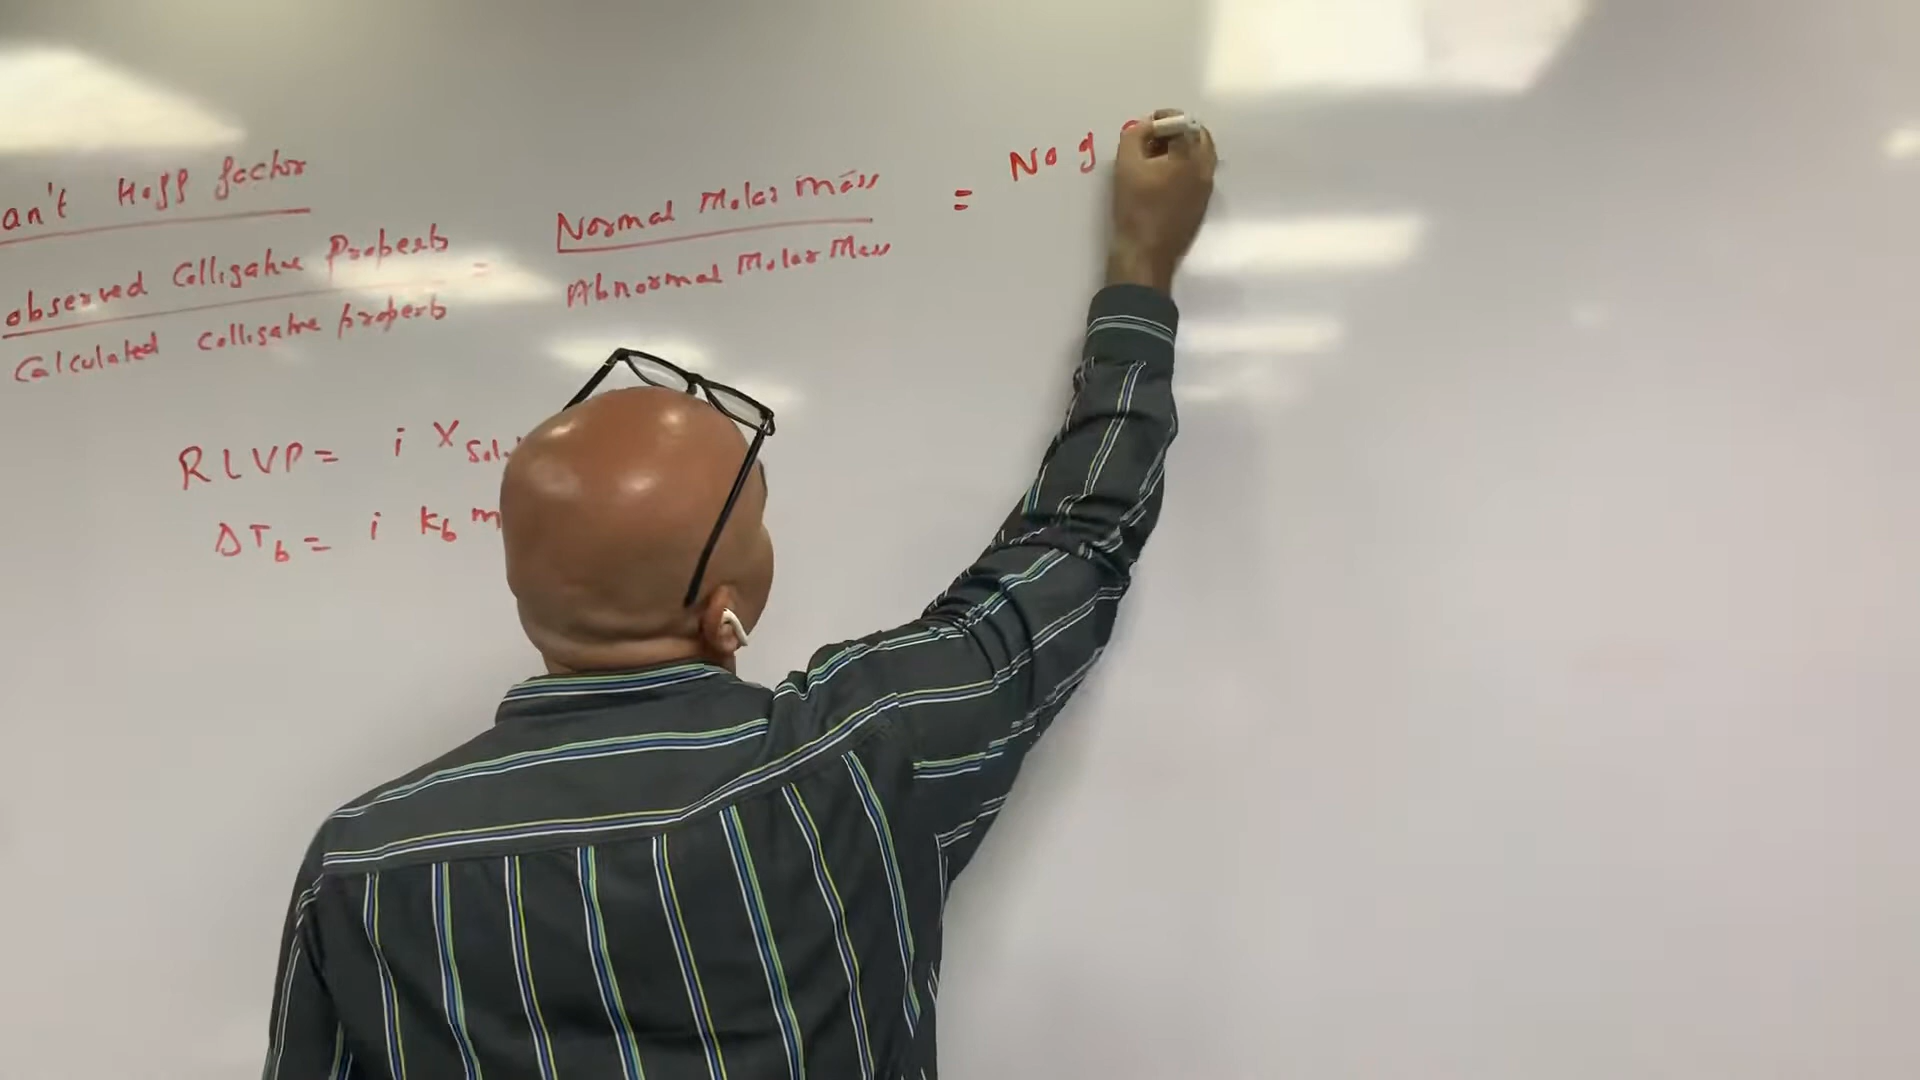 an't Hoff factor
observed Colligative Property = Normal Molar mass = No of
Calculated Colligative property Abnormal Molar Mass
RLVP = i X
ΔTb = i Kb m